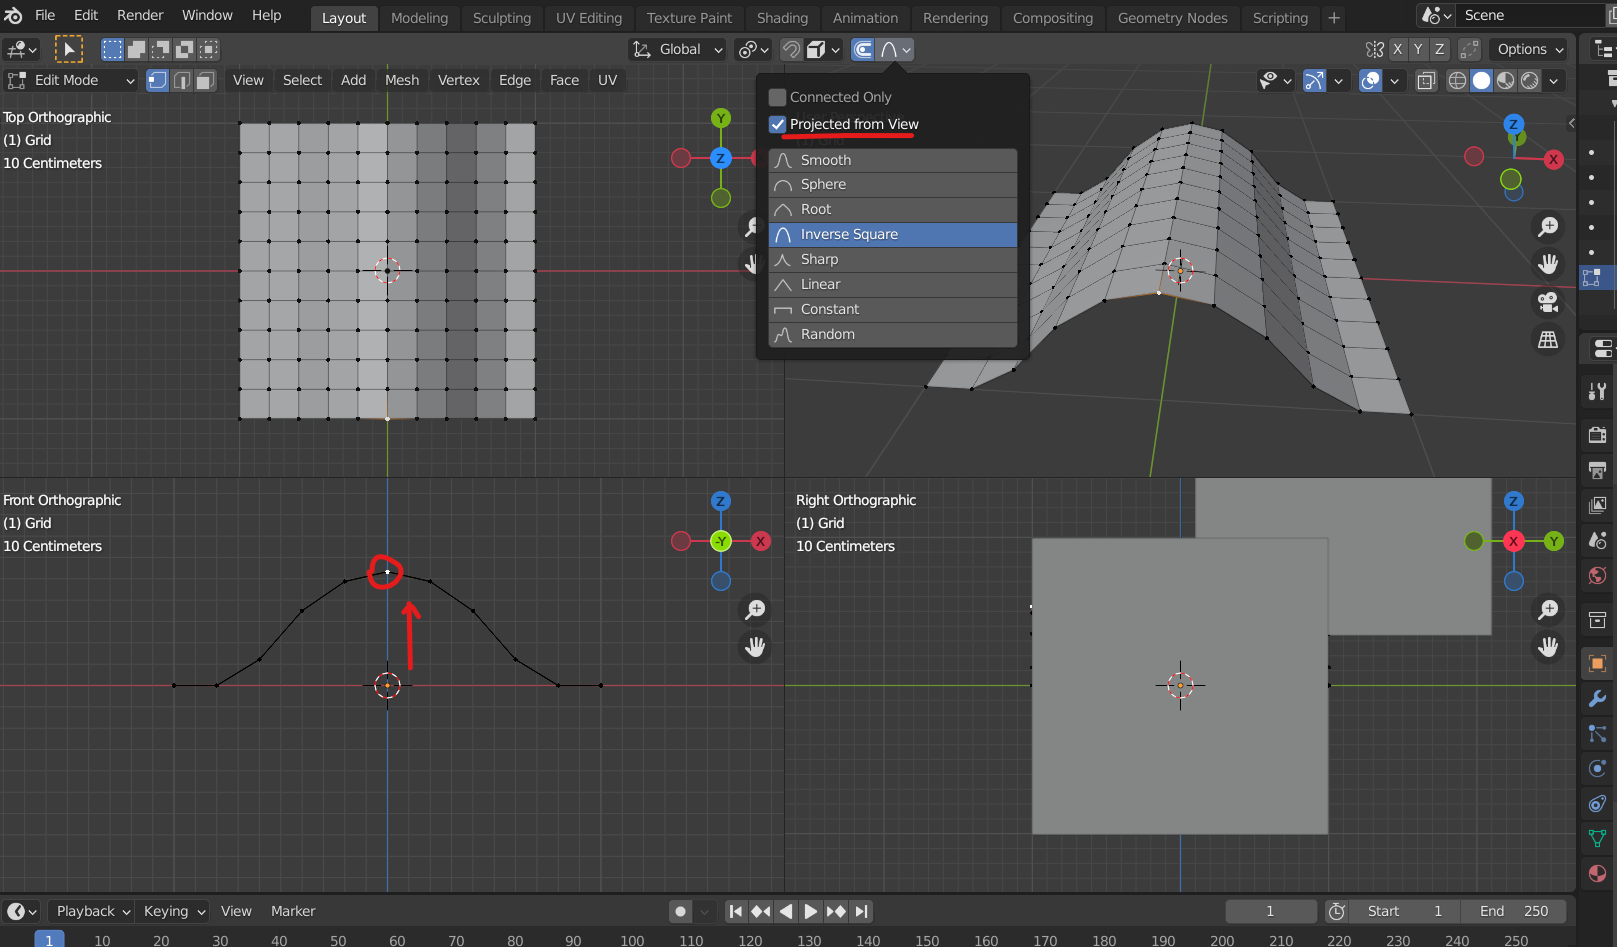 File Edit Render Window Help Layout Modeling Sculpting UV Editing Texture Paint Shading Animation Rendering Compositing Geometry Nodes Scripting + Scene
Global X Y Z Options
Edit Mode View Select Add Mesh Vertex Edge Face UV
Connected Only
Projected from View
Smooth
Sphere
Root
Inverse Square
Sharp
Linear
Constant
Random
Top Orthographic
(1) Grid
10 Centimeters
Y
Z
Z
X
Front Orthographic
(1) Grid
10 Centimeters
Z
-Y X
Right Orthographic
(1) Grid
10 Centimeters
Z
X Y
Playback Keying View Marker 1 Start 1 End 250
1 10 20 30 40 50 60 70 80 90 100 110 120 130 140 150 160 170 180 190 200 210 220 230 240 250